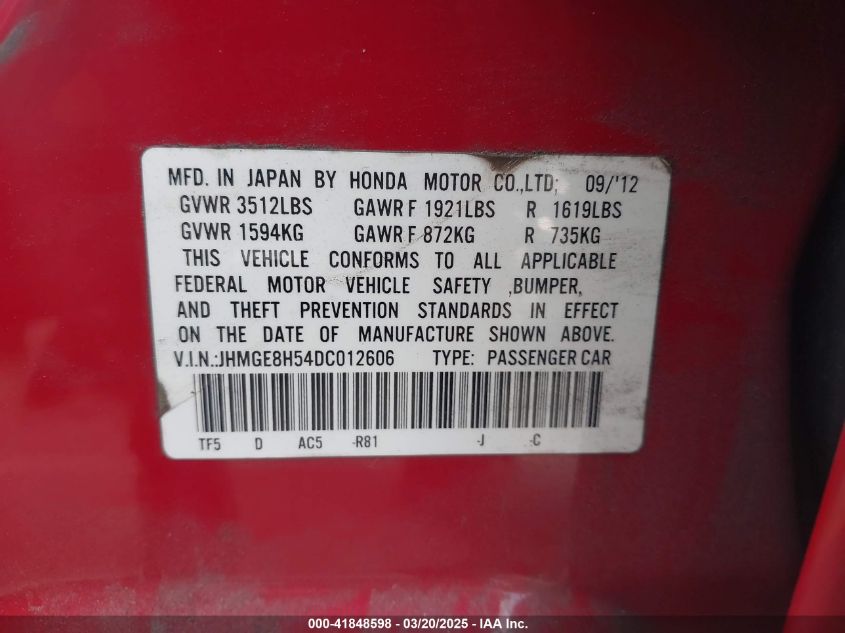 MFD. IN JAPAN BY HONDA MOTOR CO.,LTD; 09/'12
GVWR 3512LBS GAWR F 1921LBS R 1619LBS
GVWR 1594KG GAWR F 872KG R 735KG
THIS VEHICLE CONFORMS TO ALL APPLICABLE
FEDERAL MOTOR VEHICLE SAFETY ,BUMPER,
AND THEFT PREVENTION STANDARDS IN EFFECT
ON THE DATE OF MANUFACTURE SHOWN ABOVE.
V.I.N.:JHMGE8H54DC012606 TYPE: PASSENGER CAR
TF5 D AC5 -R81 -J -C
000-41848598 - 03/20/2025 - IAA Inc.